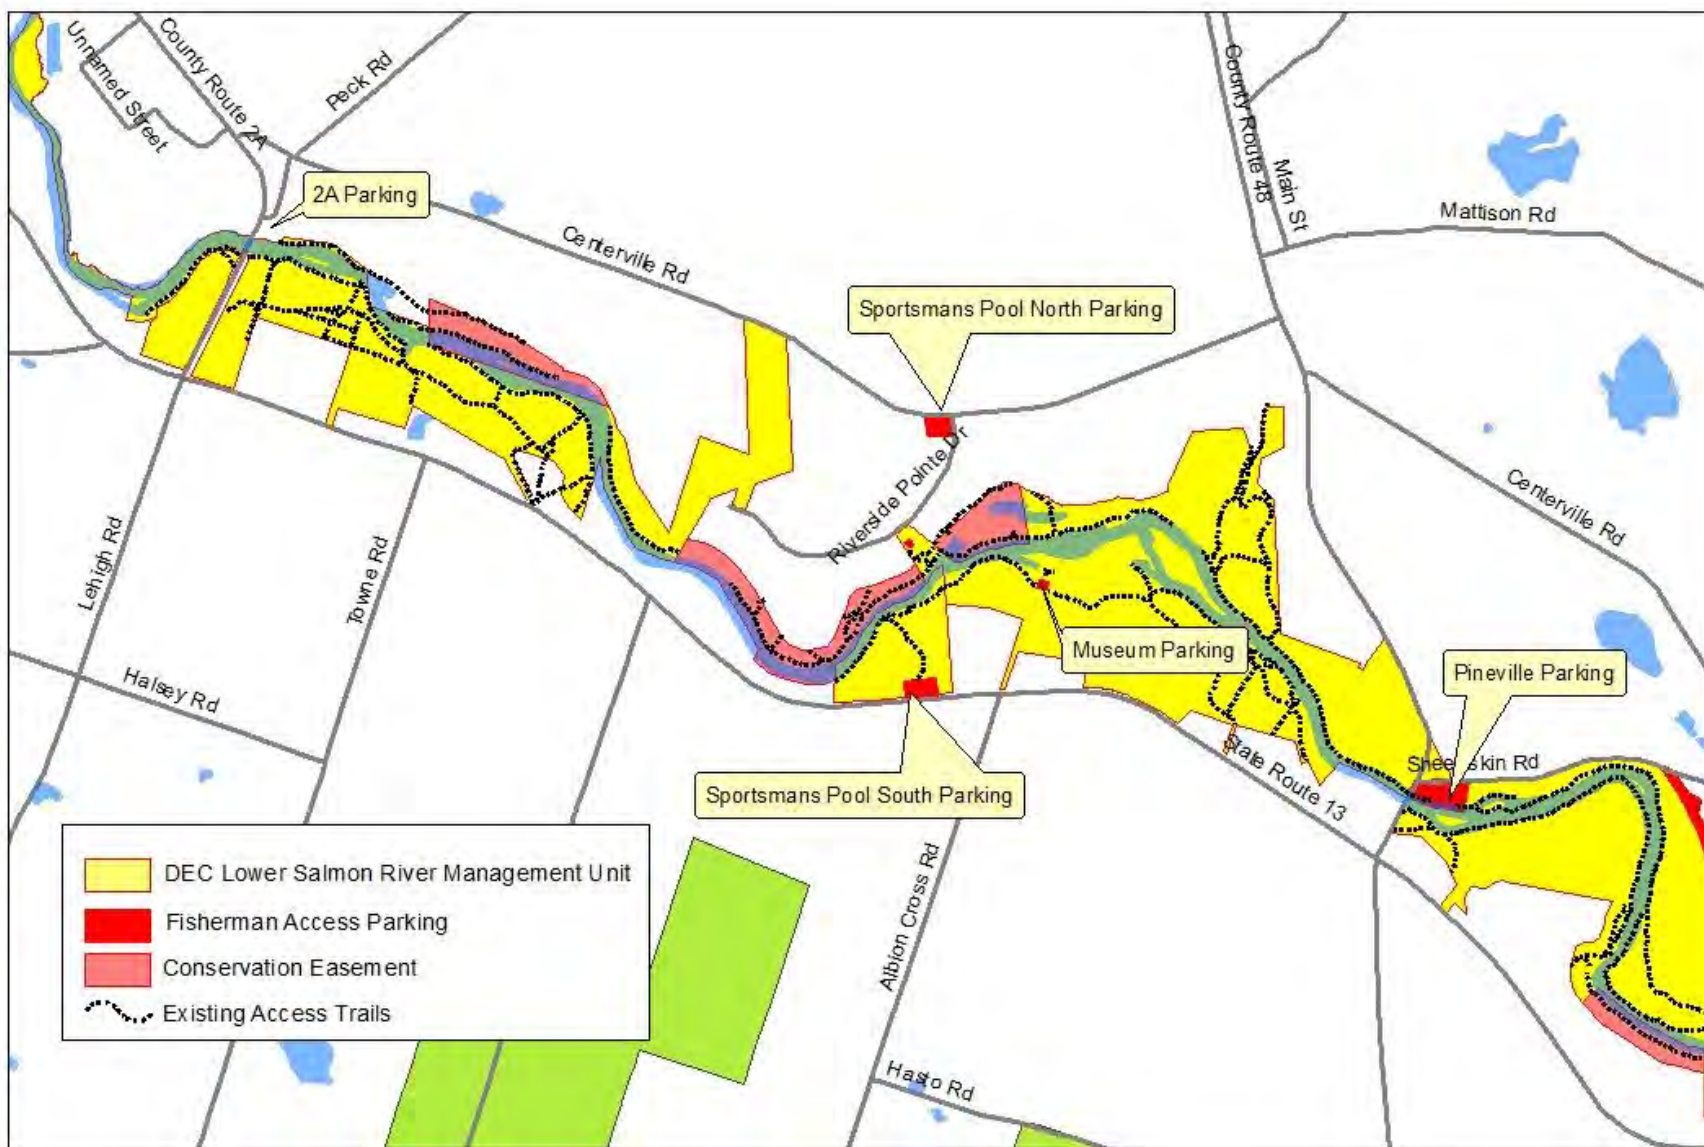 Unnamed Street
County Route 2A
Peck Rd
2A Parking
Centerville Rd
County Route 48
Main St
Mattison Rd
Sportsmans Pool North Parking
Riverside Pointe Dr
Centerville Rd
Lehigh Rd
Towne Rd
Halsey Rd
Museum Parking
Pineville Parking
Sheepskin Rd
State Route 13
Sportsmans Pool South Parking
Albion Cross Rd
Hasto Rd
DEC Lower Salmon River Management Unit
Fisherman Access Parking
Conservation Easement
Existing Access Trails